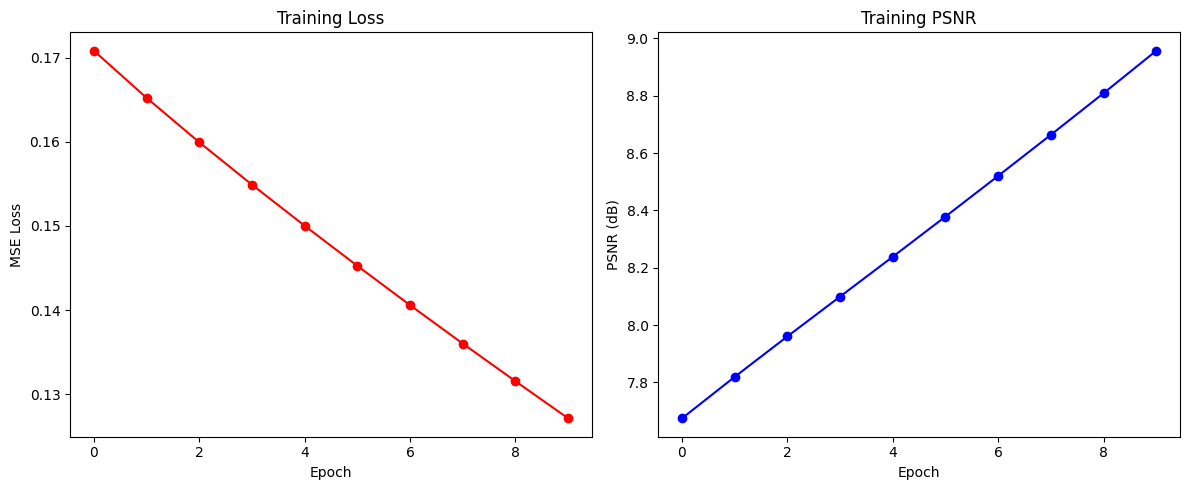 Training Loss
MSE Loss
0.17
0.16
0.15
0.14
0.13
0 2 4 6 8
Epoch
Training PSNR
PSNR (dB)
9.0
8.8
8.6
8.4
8.2
8.0
7.8
0 2 4 6 8
Epoch